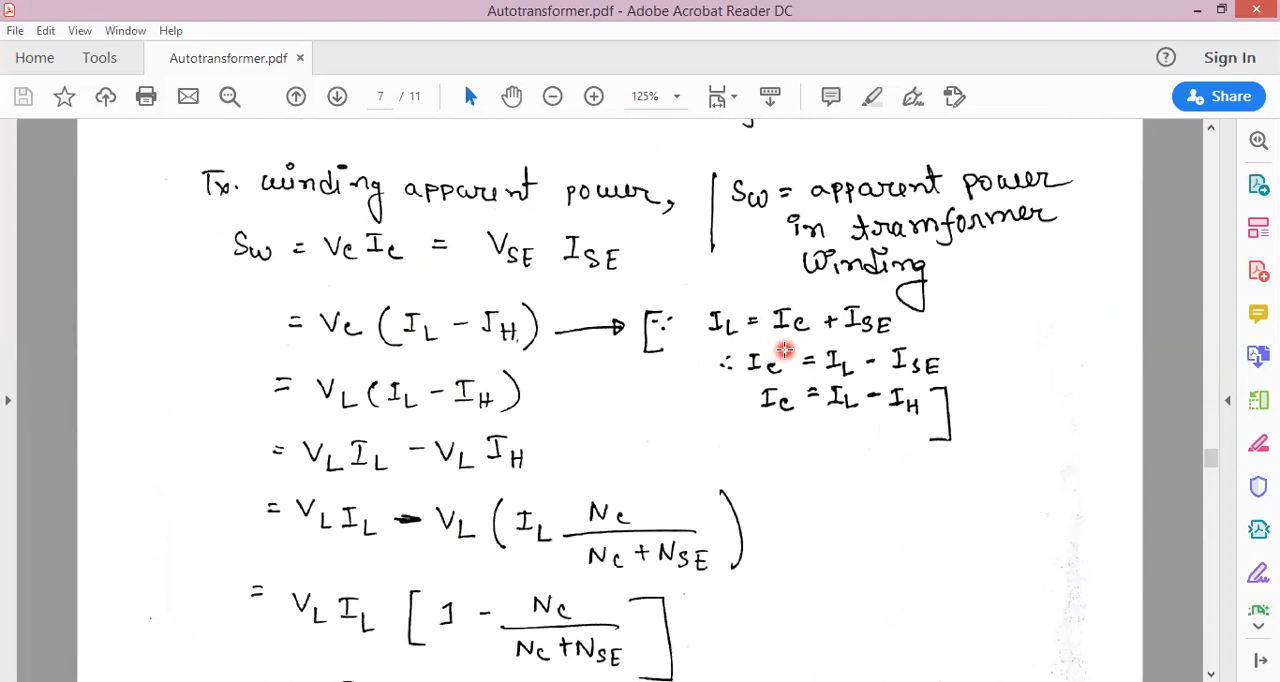 Autotransformer.pdf - Adobe Acrobat Reader DC
File Edit View Window Help
Home Tools Autotransformer.pdf × Sign In
7 / 11 125% Share
Tx. winding apparent power,
Sw = Vc Ic = VSE ISE
Sw = apparent power
in transformer
winding
= Vc (IL - IH) → [∵ IL = Ic + ISE
∴ Ic = IL - ISE
Ic = IL - IH ]
= VL (IL - IH)
= VL IL - VL IH
= VL IL - VL (IL Nc / (Nc + NSE))
= VL IL [1 - Nc / (Nc + NSE)]